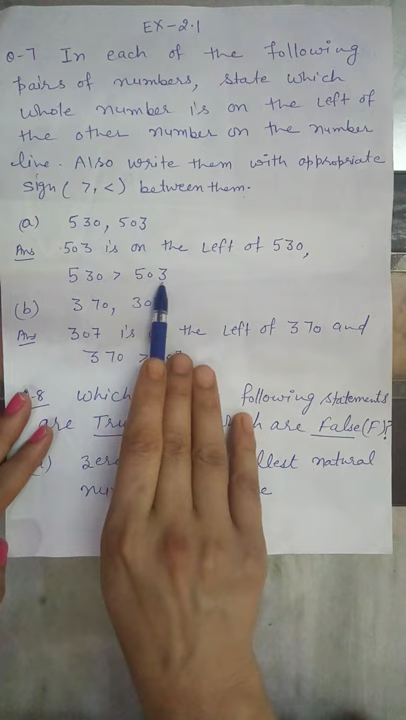 EX-2.1
Q-7 In each of the following
pairs of numbers, state which
whole number is on the left of
the other number on the number
line. Also write them with appropriate
sign ( >, <) between them.
(a) 530, 503
Ans 503 is on the left of 530,
530 > 503
(b) 370, 30
Ans 307 is the left of 370 and
370 >
8 which following statements
are are False(F)?
smallest natural